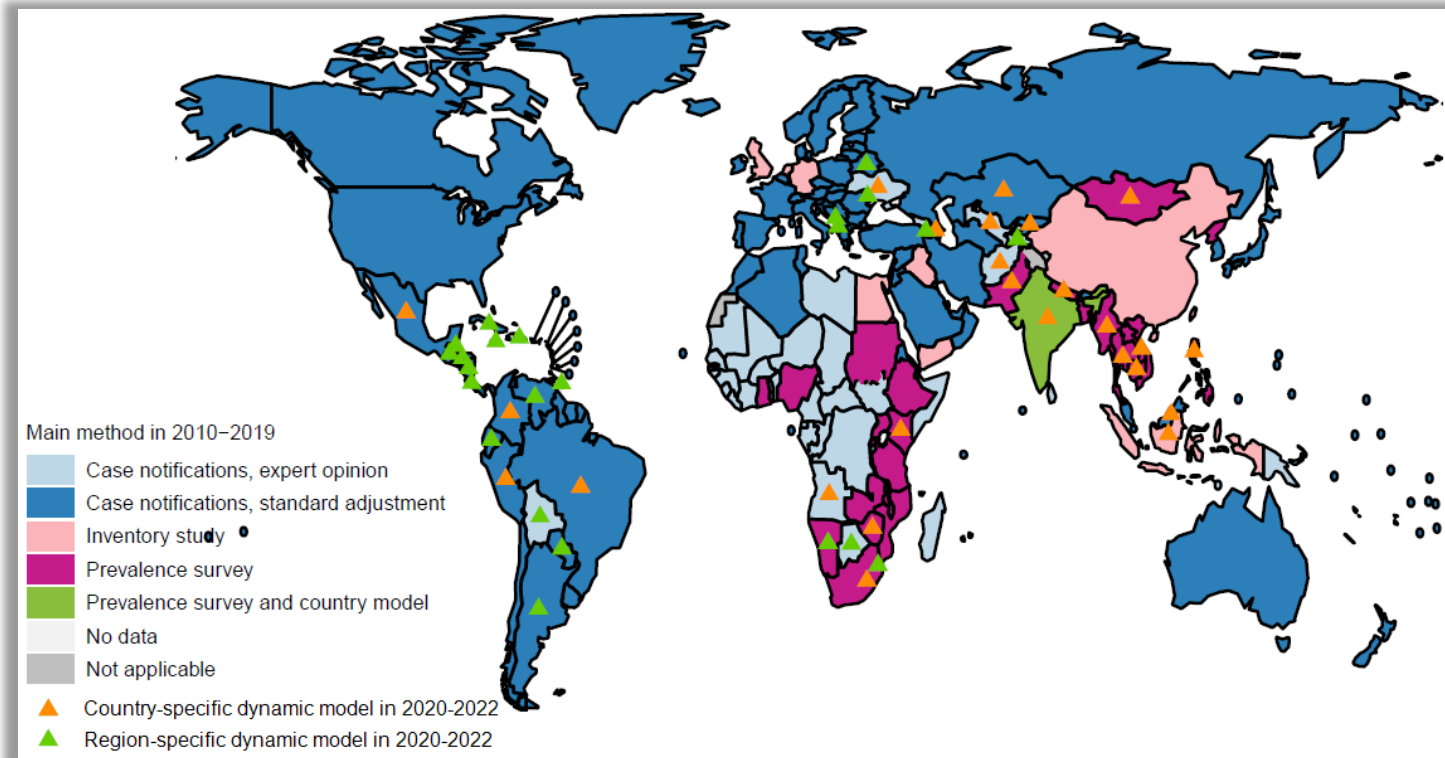 Main method in 2010−2019
Case notifications, expert opinion
Case notifications, standard adjustment
Inventory study
Prevalence survey
Prevalence survey and country model
No data
Not applicable
Country-specific dynamic model in 2020-2022
Region-specific dynamic model in 2020-2022